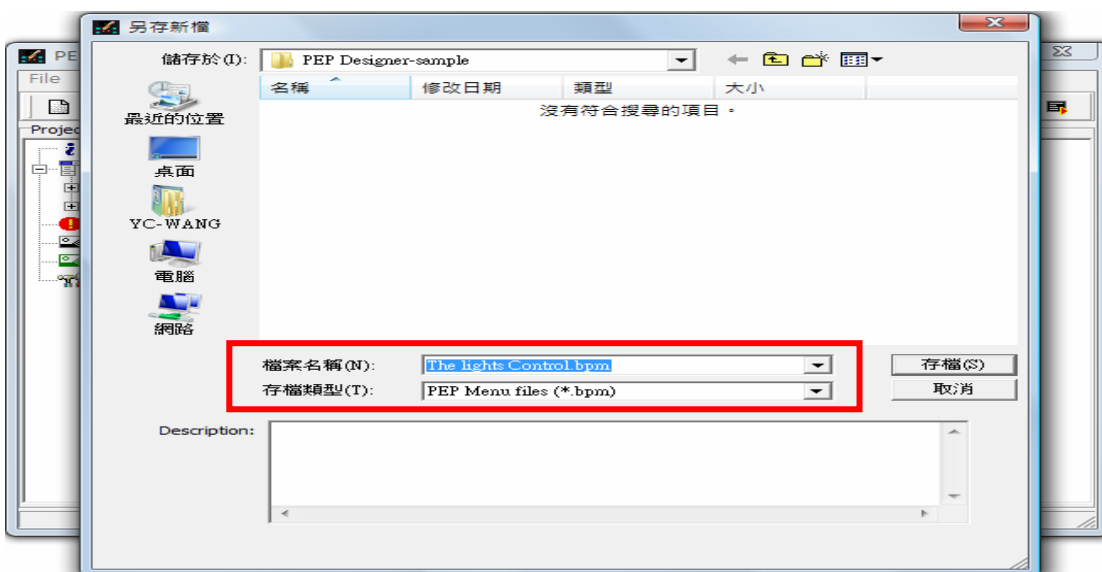 另存新檔
PE
File
Projec
儲存於(I):
PEP Designer-sample
名稱
修改日期
類型
大小
沒有符合搜尋的項目。
最近的位置
桌面
YC-WANG
電腦
網路
檔案名稱(N):
The lights Control.bpm
存檔(S)
存檔類型(T):
PEP Menu files (*.bpm)
取消
Description: